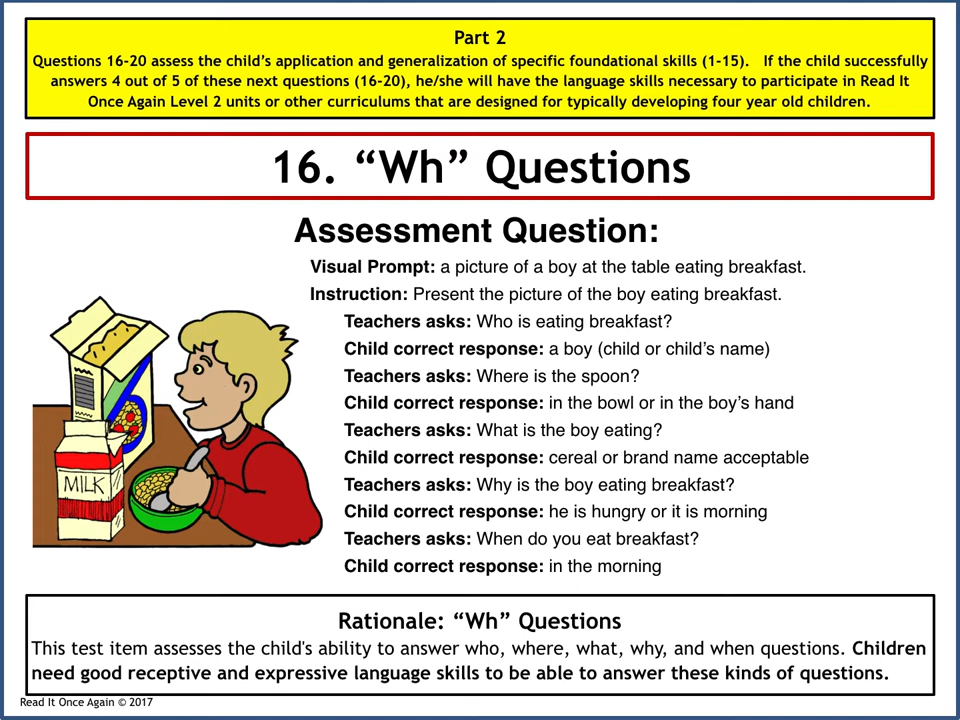 Part 2
Questions 16-20 assess the child’s application and generalization of specific foundational skills (1-15).   If the child successfully
answers 4 out of 5 of these next questions (16-20), he/she will have the language skills necessary to participate in Read It
Once Again Level 2 units or other curriculums that are designed for typically developing four year old children.
16. “Wh” Questions
Assessment Question:
Visual Prompt: a picture of a boy at the table eating breakfast.
Instruction: Present the picture of the boy eating breakfast.
Teachers asks: Who is eating breakfast?
Child correct response: a boy (child or child’s name)
Teachers asks: Where is the spoon?
Child correct response: in the bowl or in the boy’s hand
Teachers asks: What is the boy eating?
Child correct response: cereal or brand name acceptable
Teachers asks: Why is the boy eating breakfast?
Child correct response: he is hungry or it is morning
Teachers asks: When do you eat breakfast?
Child correct response: in the morning
MILK
Rationale: “Wh” Questions
This test item assesses the child's ability to answer who, where, what, why, and when questions. Children
need good receptive and expressive language skills to be able to answer these kinds of questions.
Read It Once Again © 2017